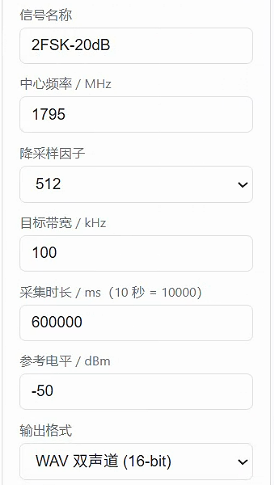 信号名称
2FSK-20dB
中心频率 / MHz
1795
降采样因子
512
目标带宽 / kHz
100
采集时长 / ms（10 秒 = 10000）
600000
参考电平 / dBm
-50
输出格式
WAV 双声道 (16-bit)